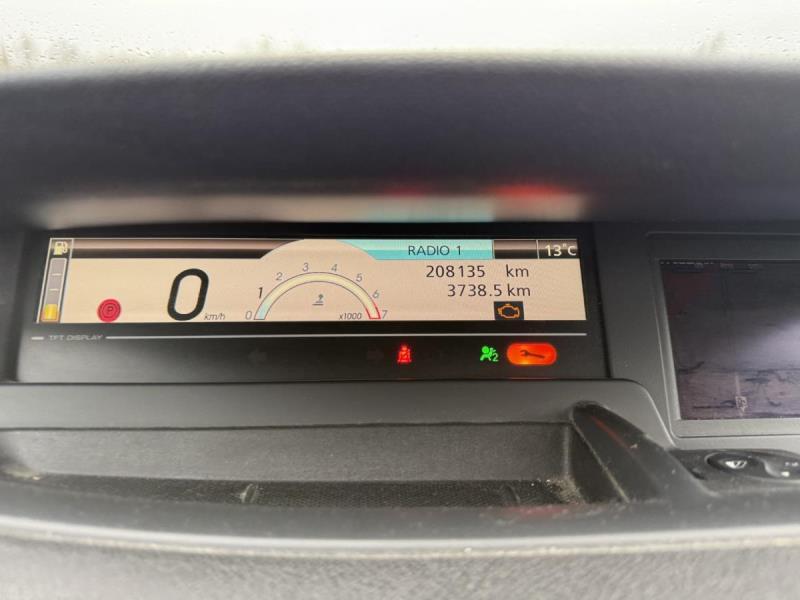 RADIO 1
13°C
208135 km
3738.5 km
P
0
km/h
0 1 2 3 4 5 6 7
x1000
TFT DISPLAY
2